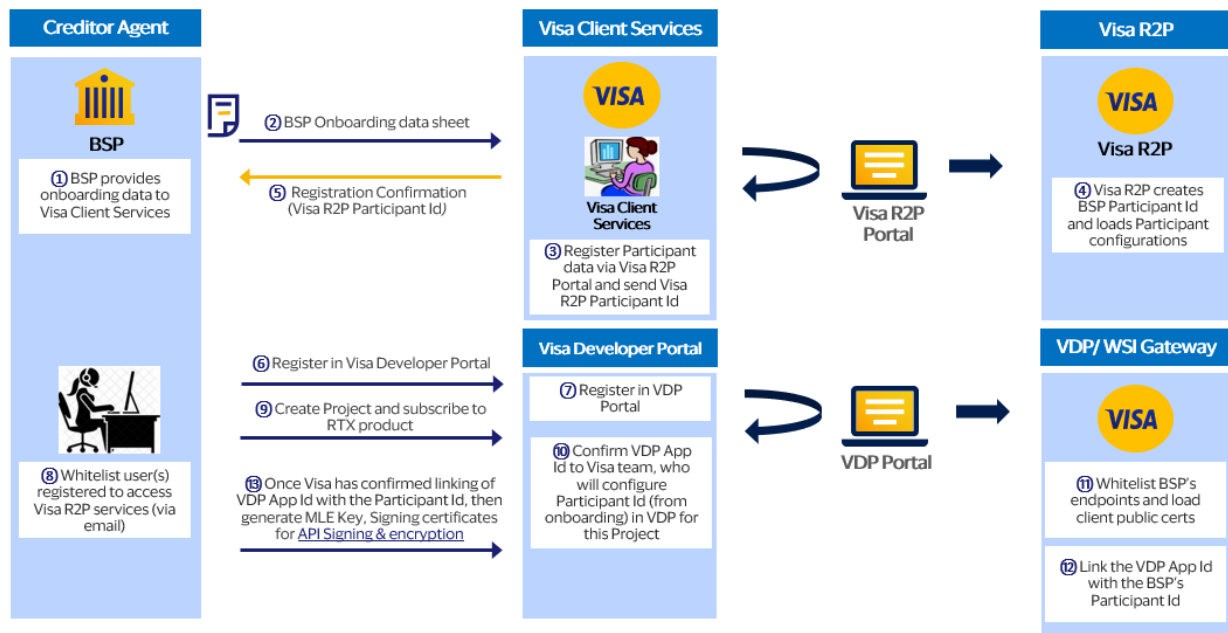 Creditor Agent
BSP
① BSP provides
onboarding data to
Visa Client Services
② BSP Onboarding data sheet
⑤ Registration Confirmation
(Visa R2P Participant Id)
Visa Client Services
VISA
Visa Client
Services
③ Register Participant
data via Visa R2P
Portal and send Visa
R2P Participant Id
Visa R2P
Portal
Visa R2P
VISA
Visa R2P
④ Visa R2P creates
BSP Participant Id
and loads Participant
configurations
⑧ Whitelist user(s)
registered to access
Visa R2P services (via
email)
⑥ Register in Visa Developer Portal
⑨ Create Project and subscribe to
RTX product
⑬ Once Visa has confirmed linking of
VDP App Id with the Participant Id, then
generate MLE Key, Signing certificates
for API Signing & encryption
Visa Developer Portal
⑦ Register in VDP
Portal
⑩ Confirm VDP App
Id to Visa team, who
will configure
Participant Id (from
onboarding) in VDP for
this Project
VDP Portal
VDP/ WSI Gateway
VISA
⑪ Whitelist BSP's
endpoints and load
client public certs
⑫ Link the VDP App Id
with the BSP's
Participant Id